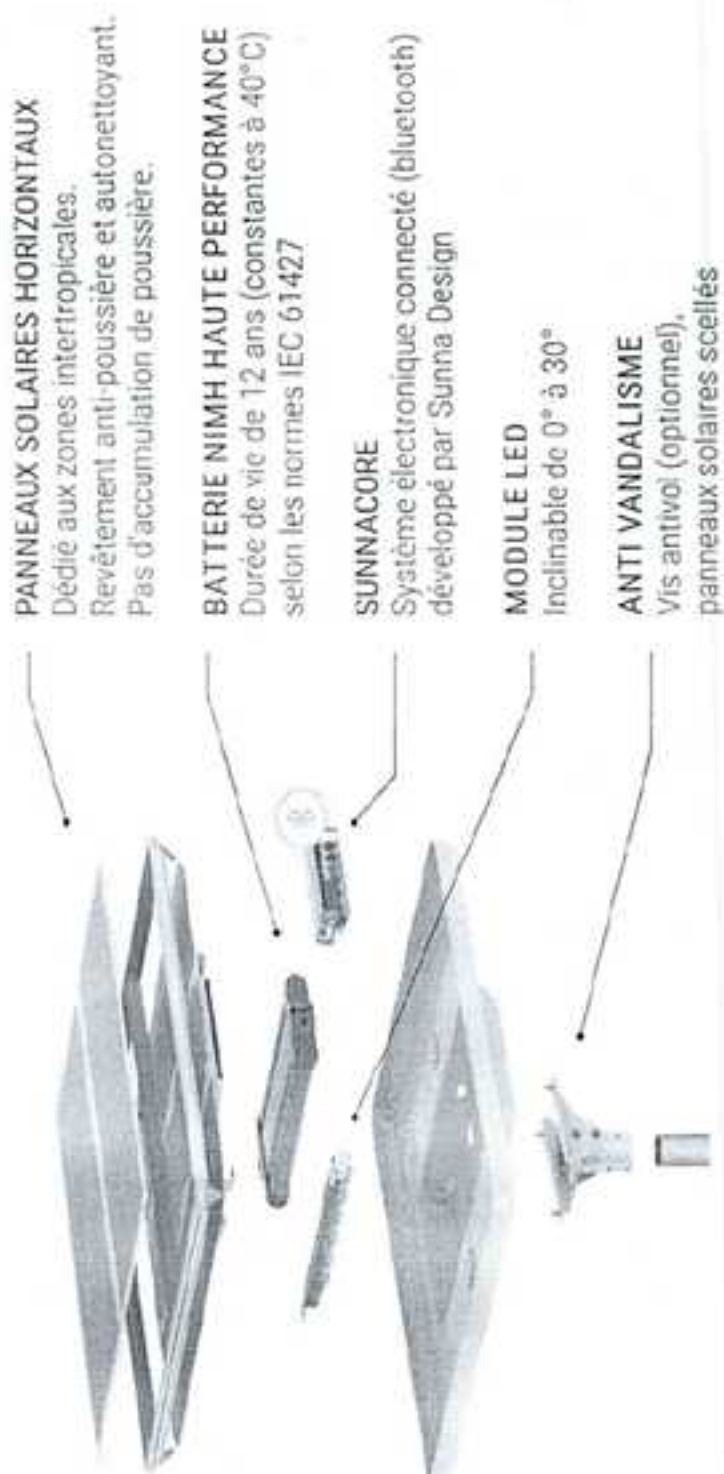 PANNEAUX SOLAIRES HORIZONTAUX
Dédié aux zones intertropicales.
Revêtement anti-poussière et autonettoyant.
Pas d'accumulation de poussière.
BATTERIE NIMH HAUTE PERFORMANCE
Durée de vie de 12 ans (constantes à 40°C)
selon les normes IEC 61427
SUNNACORE
Système électronique connecté (bluetooth)
développé par Sunna Design
MODULE LED
Inclinable de 0° à 30°
ANTI VANDALISME
Vis antivol (optionnel),
panneaux solaires scellés